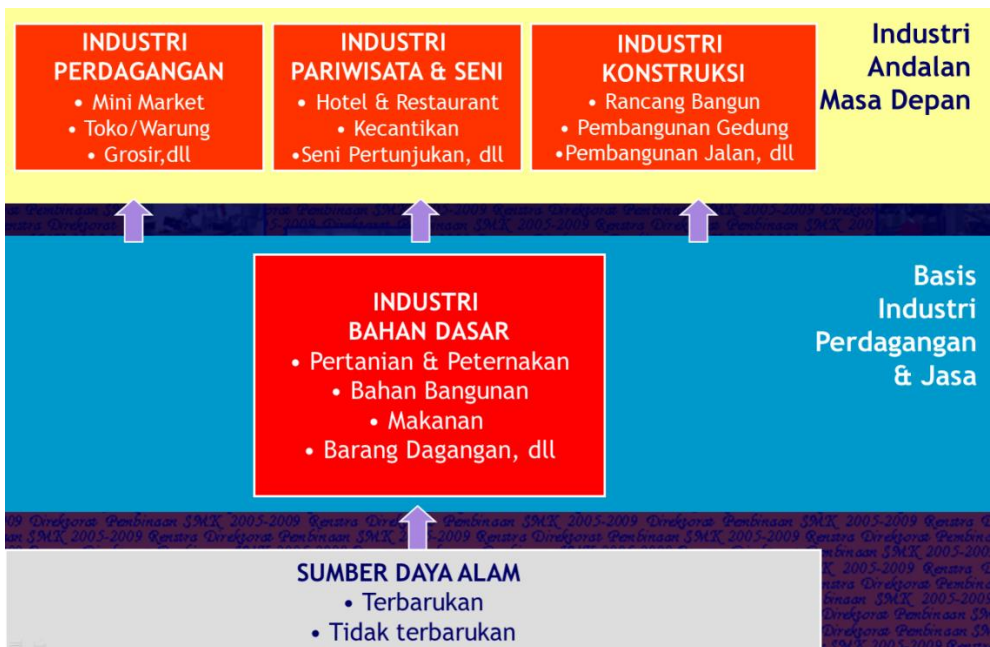 INDUSTRI
PERDAGANGAN
• Mini Market
• Toko/Warung
• Grosir,dll
INDUSTRI
PARIWISATA & SENI
• Hotel & Restaurant
• Kecantikan
•Seni Pertunjukan, dll
INDUSTRI
KONSTRUKSI
• Rancang Bangun
• Pembangunan Gedung
•Pembangunan Jalan, dll
Industri
Andalan
Masa Depan
INDUSTRI
BAHAN DASAR
• Pertanian & Peternakan
• Bahan Bangunan
• Makanan
• Barang Dagangan, dll
Basis
Industri
Perdagangan
& Jasa
SUMBER DAYA ALAM
• Terbarukan
• Tidak terbarukan